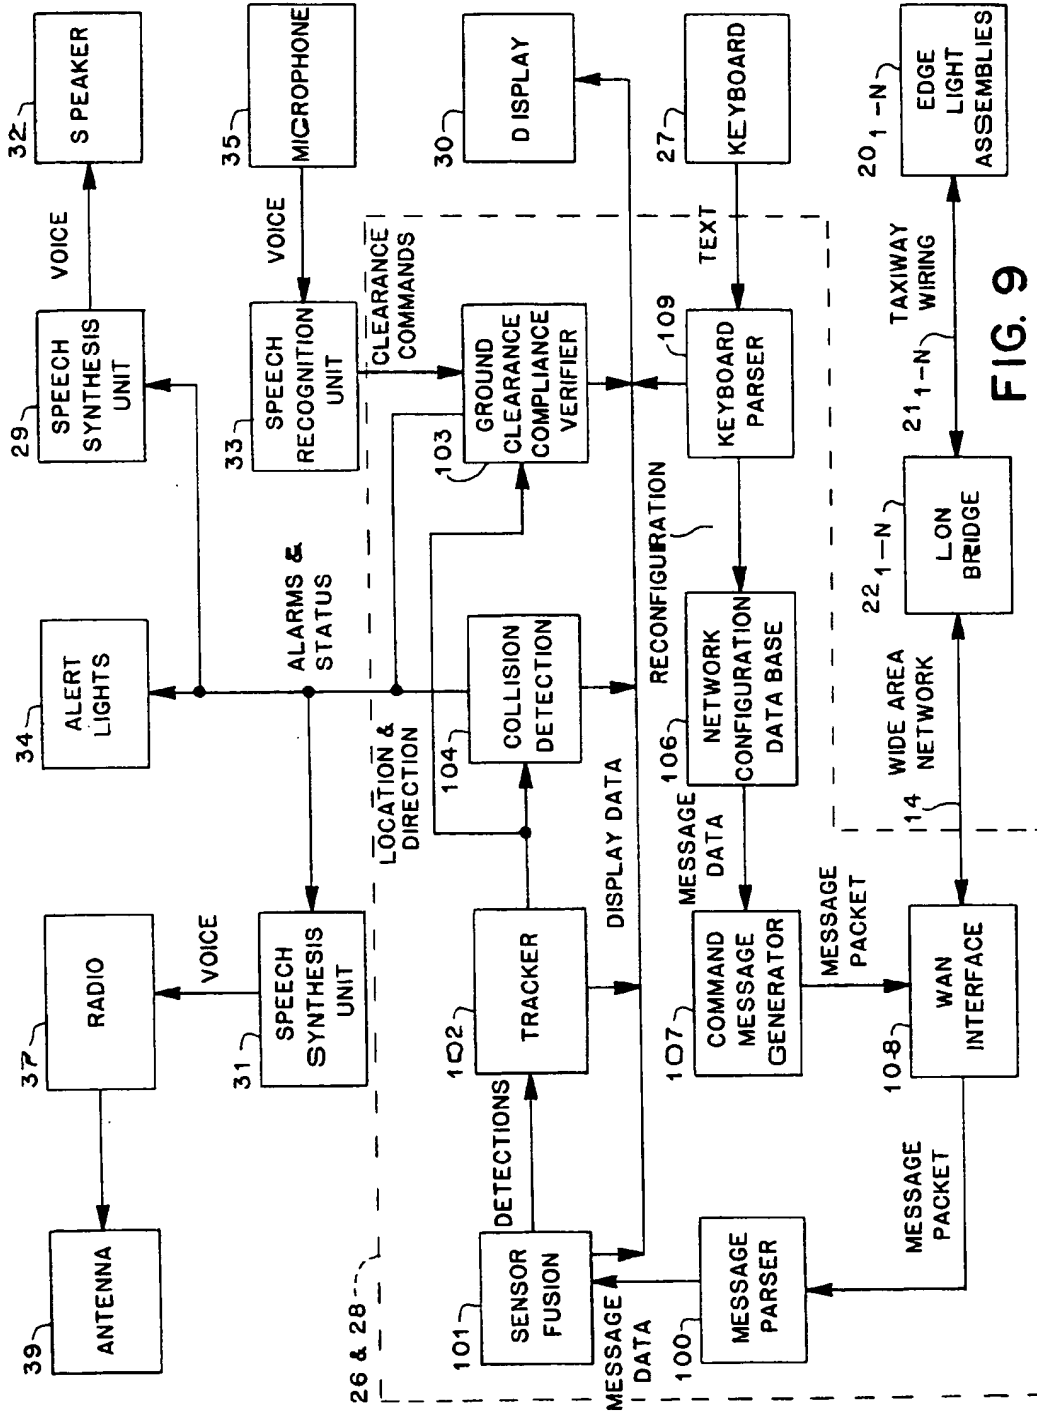 39
ANTENNA
37
RADIO
VOICE
31
SPEECH
SYNTHESIS
UNIT
34
ALERT
LIGHTS
ALARMS &
STATUS
29
SPEECH
SYNTHESIS
UNIT
VOICE
32
SPEAKER
33
SPEECH
RECOGNITION
UNIT
VOICE
35
MICROPHONE
CLEARANCE
COMMANDS
26 & 28
LOCATION &
DIRECTION
101
SENSOR
FUSION
DETECTIONS
102
TRACKER
104
COLLISION
DETECTION
103
GROUND
CLEARANCE
COMPLIANCE
VERIFIER
30
DISPLAY
MESSAGE
DATA
DISPLAY DATA
100
MESSAGE
PARSER
107
COMMAND
MESSAGE
GENERATOR
MESSAGE
DATA
106
NETWORK
CONFIGURATION
DATA BASE
RECONFIGURATION
KEYBOARD
PARSER
109
TEXT
27
KEYBOARD
MESSAGE
PACKET
MESSAGE
PACKET
108
WAN
INTERFACE
14
WIDE AREA
NETWORK
22 1-N
LON
BRIDGE
21 1-N
TAXIWAY
WIRING
20 1-N
EDGE
LIGHT
ASSEMBLIES
FIG. 9